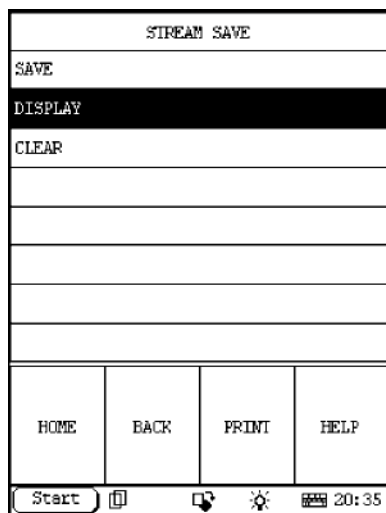 STREAM SAVE
SAVE
DISPLAY
CLEAR
HOME BACK PRINT HELP
Start 20:35